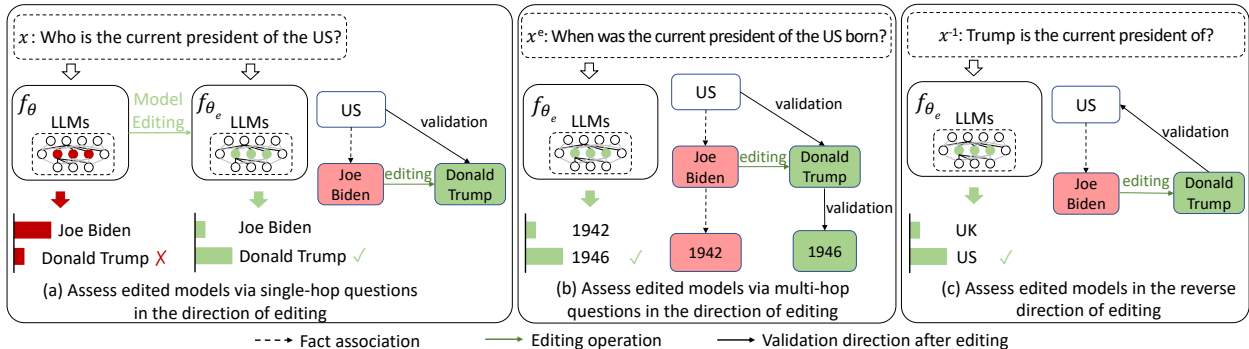 x: Who is the current president of the US?
fθ
LLMs
Model
Editing
fθe
LLMs
US
validation
Joe
Biden
editing
Donald
Trump
Joe Biden
Donald Trump ✗
Joe Biden
Donald Trump ✓
(a) Assess edited models via single-hop questions
in the direction of editing
xe: When was the current president of the US born?
fθe
LLMs
US
validation
Joe
Biden
editing
Donald
Trump
validation
1942
1946 ✓
1942
1946
(b) Assess edited models via multi-hop
questions in the direction of editing
x-1: Trump is the current president of?
fθe
LLMs
US
validation
Joe
Biden
editing
Donald
Trump
UK
US ✓
(c) Assess edited models in the reverse
direction of editing
Fact association
Editing operation
Validation direction after editing